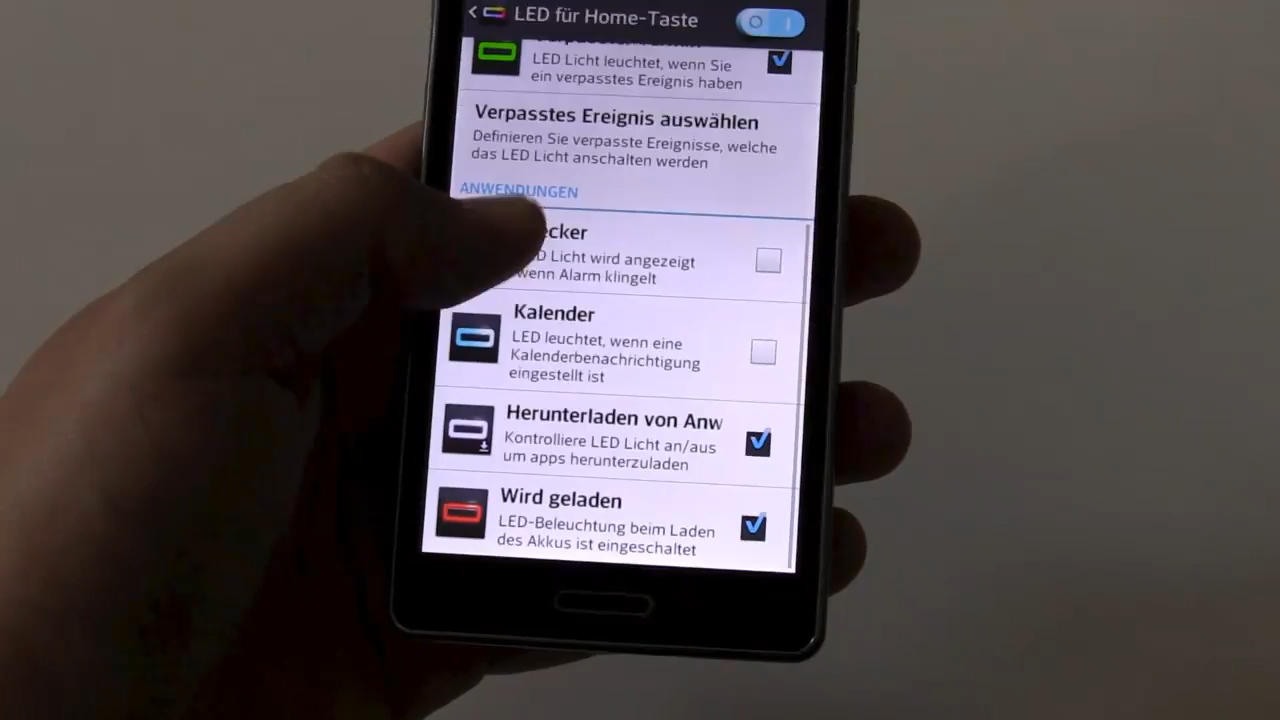 LED für Home-Taste
LED Licht leuchtet, wenn Sie
ein verpasstes Ereignis haben
Verpasstes Ereignis auswählen
Definieren Sie verpasste Ereignisse, welche
das LED Licht anschalten werden
ANWENDUNGEN
ecker
D Licht wird angezeigt
wenn Alarm klingelt
Kalender
LED leuchtet, wenn eine
Kalenderbenachrichtigung
eingestellt ist
Herunterladen von Anw
Kontrolliere LED Licht an/aus
um apps herunterzuladen
Wird geladen
LED-Beleuchtung beim Laden
des Akkus ist eingeschaltet